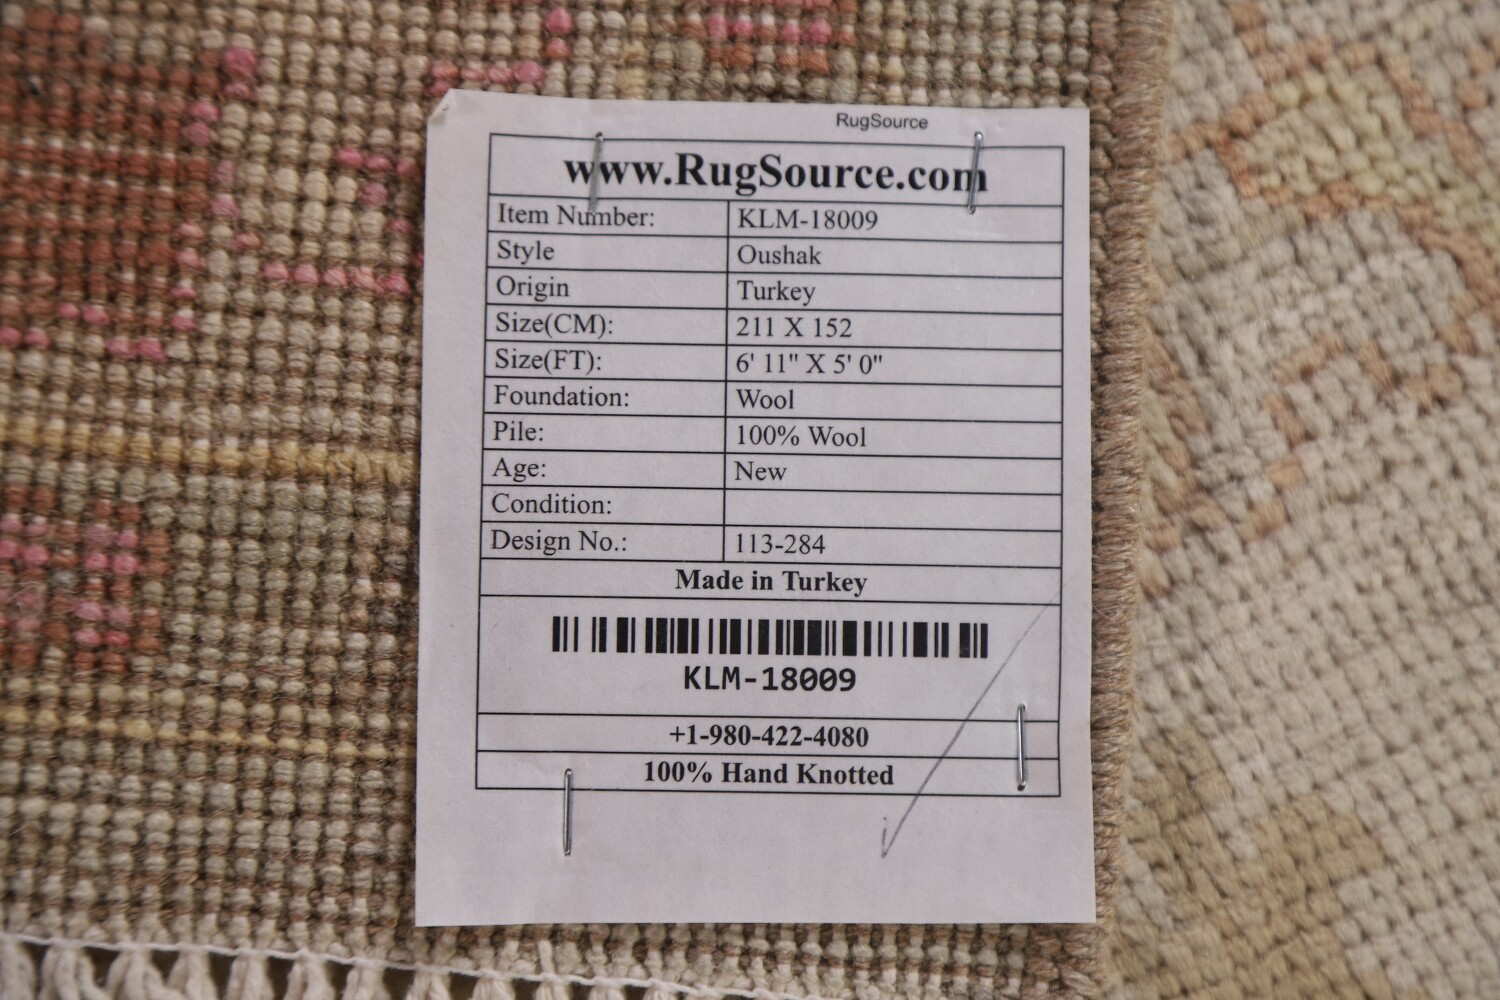 RugSource
www.RugSource.com
Item Number: KLM-18009
Style Oushak
Origin Turkey
Size(CM): 211 X 152
Size(FT): 6' 11" X 5' 0"
Foundation: Wool
Pile: 100% Wool
Age: New
Condition:
Design No.: 113-284
Made in Turkey
KLM-18009
+1-980-422-4080
100% Hand Knotted